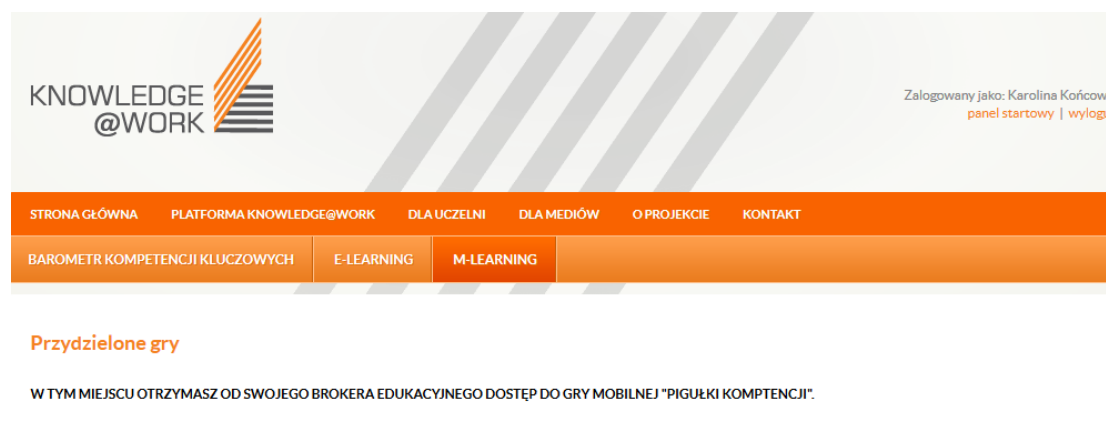 KNOWLEDGE
@WORK
Zalogowany jako: Karolina
panel startowy |
STRONA GŁÓWNA PLATFORMA KNOWLEDGE@WORK DLA UCZELNI DLA MEDIÓW O PROJEKCIE KONTAKT
BAROMETR KOMPETENCJI KLUCZOWYCH E-LEARNING M-LEARNING
Przydzielone gry
W TYM MIEJSCU OTRZYMASZ OD SWOJEGO BROKERA EDUKACYJNEGO DOSTĘP DO GRY MOBILNEJ "PIGUŁKI KOMPTENCJI".